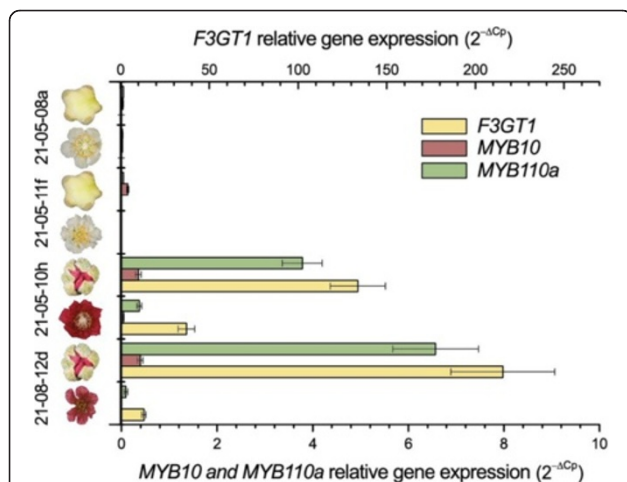 F3GT1 relative gene expression (2^−ΔCp)
0 50 100 150 200 250
F3GT1
MYB10
MYB110a
21-05-08a
21-05-11f
21-05-10h
21-08-12d
0 2 4 6 8 10
MYB10 and MYB110a relative gene expression (2^−ΔCp)